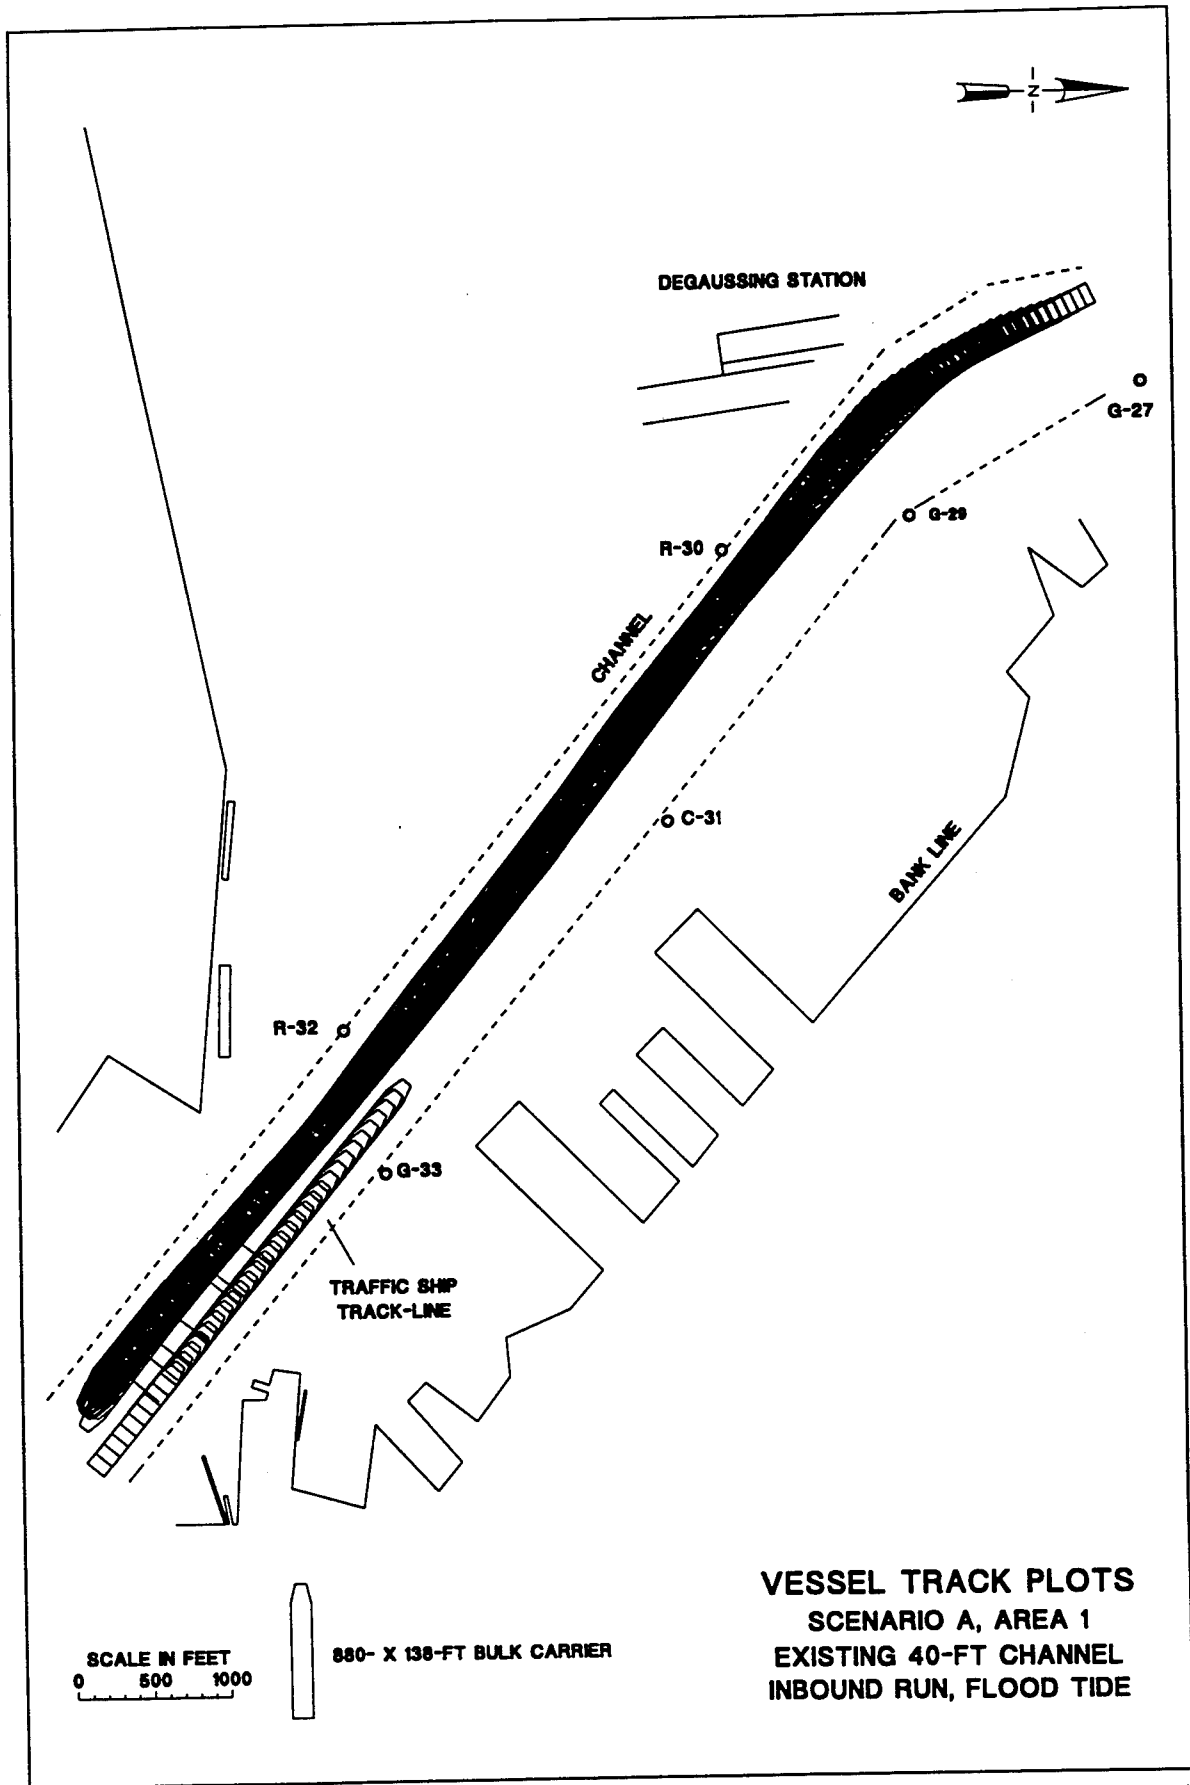 N
DEGAUSSING STATION
G-27
G-29
R-30
CHANNEL
C-31
BANK LINE
R-32
G-33
TRAFFIC SHIP
TRACK-LINE
VESSEL TRACK PLOTS
SCENARIO A, AREA 1
EXISTING 40-FT CHANNEL
INBOUND RUN, FLOOD TIDE
880- X 138-FT BULK CARRIER
SCALE IN FEET
0 500 1000